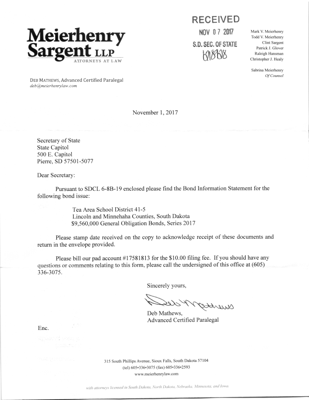 Meierhenry
Sargent LLP
ATTORNEYS AT LAW
DEB MATHEWS, Advanced Certified Paralegal
deb@meierhenrylaw.com
RECEIVED
NOV 07 2017
S.D. SEC. OF STATE
Mark V. Meierhenry
Todd V. Meierhenry
Clint Sargent
Patrick J. Glover
Raleigh Hansman
Christopher J. Healy
Sabrina Meierhenry
Of Counsel
November 1, 2017
Secretary of State
State Capitol
500 E. Capitol
Pierre, SD 57501-5077
Dear Secretary:
Pursuant to SDCL 6-8B-19 enclosed please find the Bond Information Statement for the
following bond issue:
Tea Area School District 41-5
Lincoln and Minnehaha Counties, South Dakota
$9,560,000 General Obligation Bonds, Series 2017
Please stamp date received on the copy to acknowledge receipt of these documents and
return in the envelope provided.
Please bill our pad account #17581813 for the $10.00 filing fee. If you should have any
questions or comments relating to this form, please call the undersigned of this office at (605)
336-3075.
Sincerely yours,
Deb Mathews
Deb Mathews,
Advanced Certified Paralegal
Enc.
315 South Phillips Avenue, Sioux Falls, South Dakota 57104
(tel) 605•336•3075 (fax) 605•336•2593
www.meierhenrylaw.com
with attorneys licensed in South Dakota, North Dakota, Nebraska, Minnesota, and Iowa